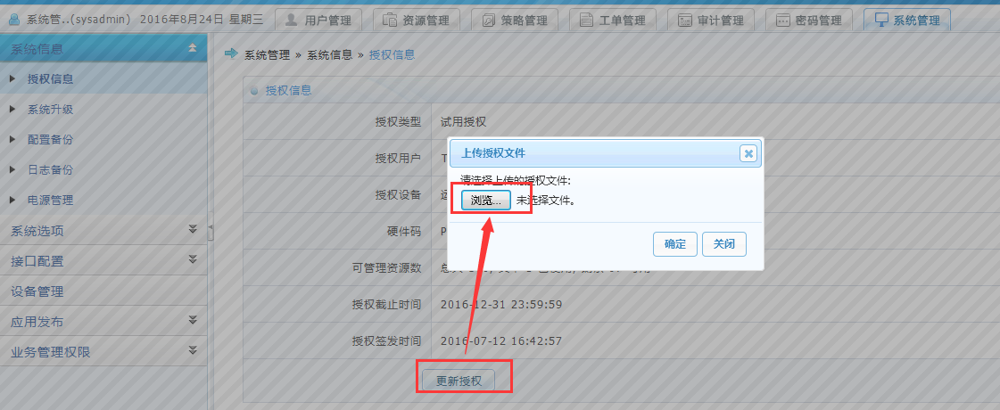 系统管..(sysadmin) 2016年8月24日 星期三 用户管理 资源管理 策略管理 工单管理 审计管理 密码管理 系统管理
系统信息
授权信息
系统升级
配置备份
日志备份
电源管理
系统选项
接口配置
设备管理
应用发布
业务管理权限
系统管理 » 系统信息 » 授权信息
授权信息
授权类型 试用授权
授权用户
授权设备
硬件码
可管理资源数
授权截止时间 2016-12-31 23:59:59
授权签发时间 2016-07-12 16:42:57
更新授权
上传授权文件
请选择上传的授权文件:
浏览... 未选择文件。
确定 关闭